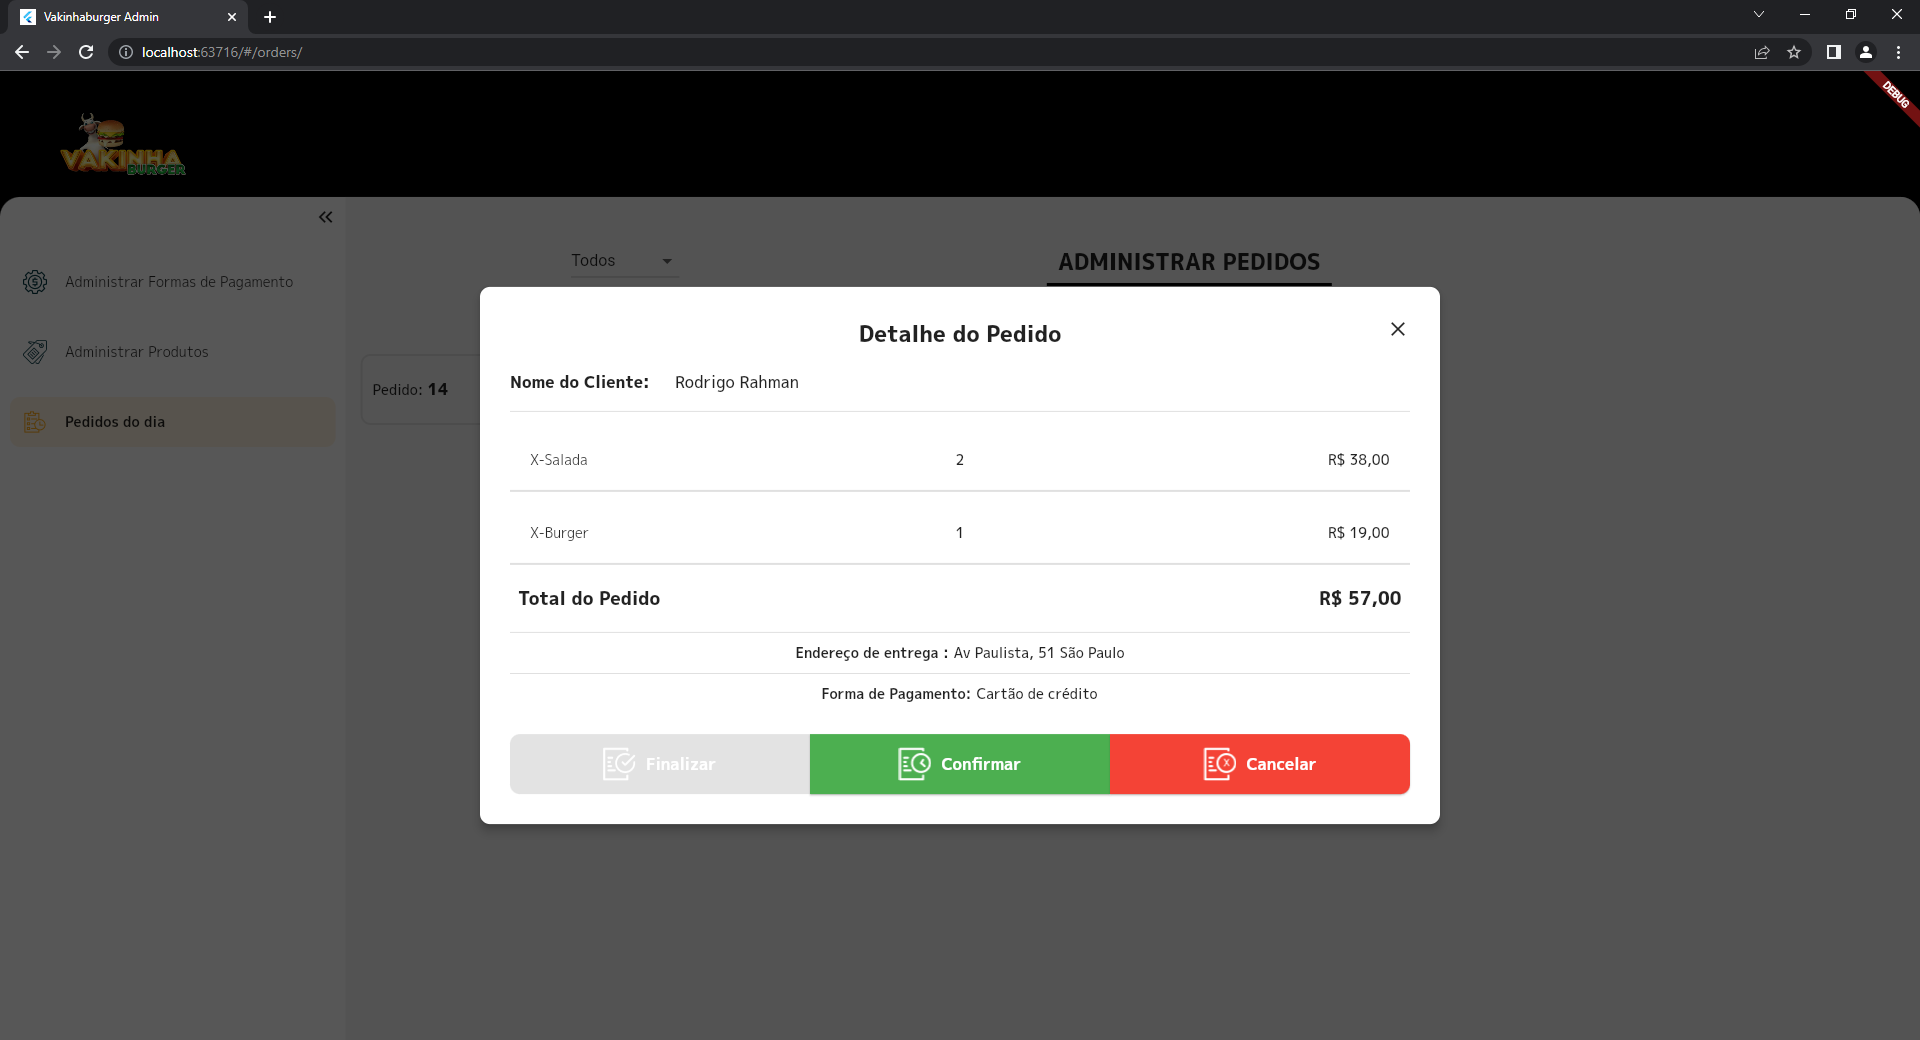 Vakinhaburger Admin
localhost:63716/#/orders/
DEBUG
VAKINHA
BURGER
Administrar Formas de Pagamento
Administrar Produtos
Pedidos do dia
Todos
ADMINISTRAR PEDIDOS
Pedido: 14
Detalhe do Pedido
Nome do Cliente: Rodrigo Rahman
X-Salada 2 R$ 38,00
X-Burger 1 R$ 19,00
Total do Pedido R$ 57,00
Endereço de entrega : Av Paulista, 51 São Paulo
Forma de Pagamento: Cartão de crédito
Finalizar Confirmar Cancelar